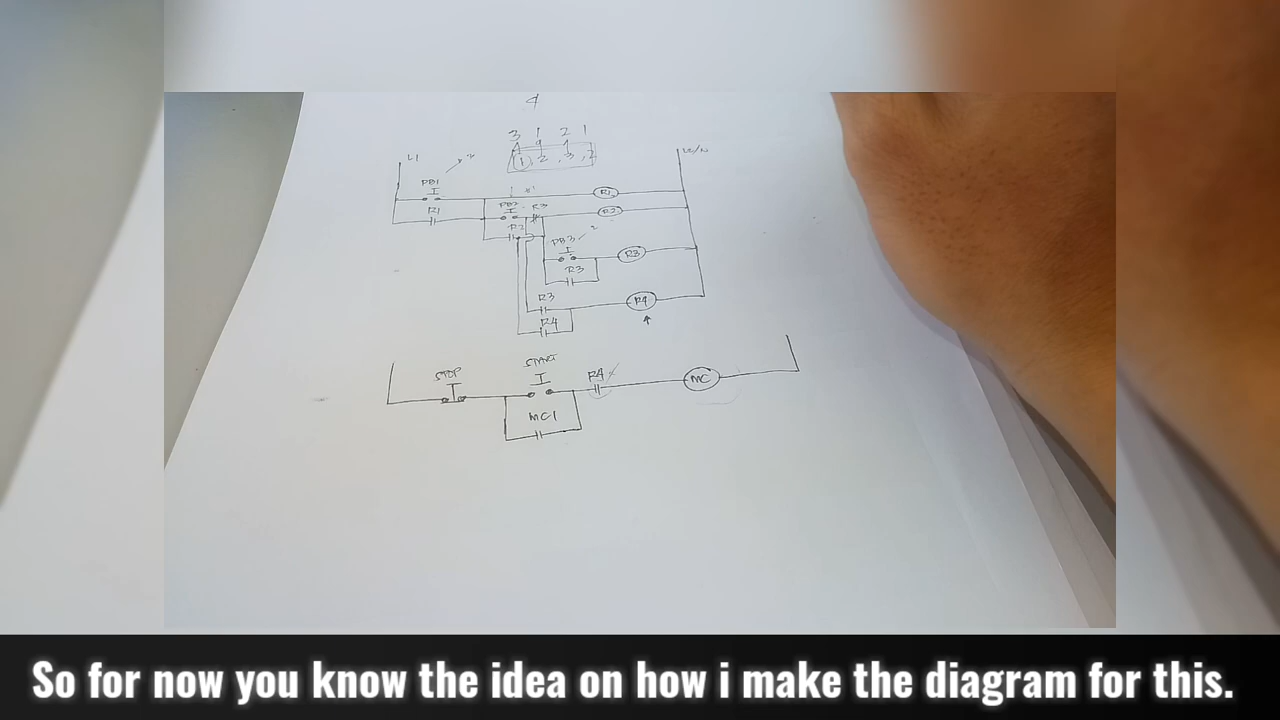 4
3 1 2 1
1, 2, 3, 2
L1
PB1
R1
R1
PB2 R3
R2
R2
PB3
R3
R3
R3
R4
R4
STOP
START
R4
MC
MC1
So for now you know the idea on how i make the diagram for this.